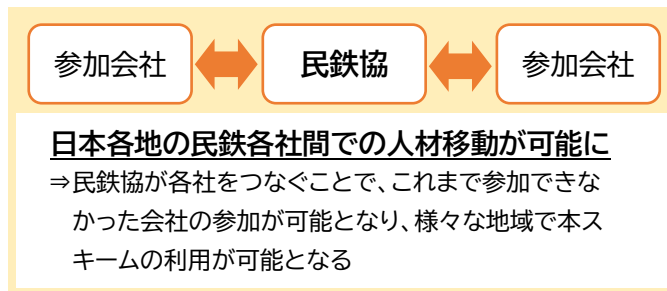 参加会社 民鉄協 参加会社
日本各地の民鉄各社間での人材移動が可能に
⇒民鉄協が各社をつなぐことで、これまで参加できな
かった会社の参加が可能となり、様々な地域で本ス
キームの利用が可能となる